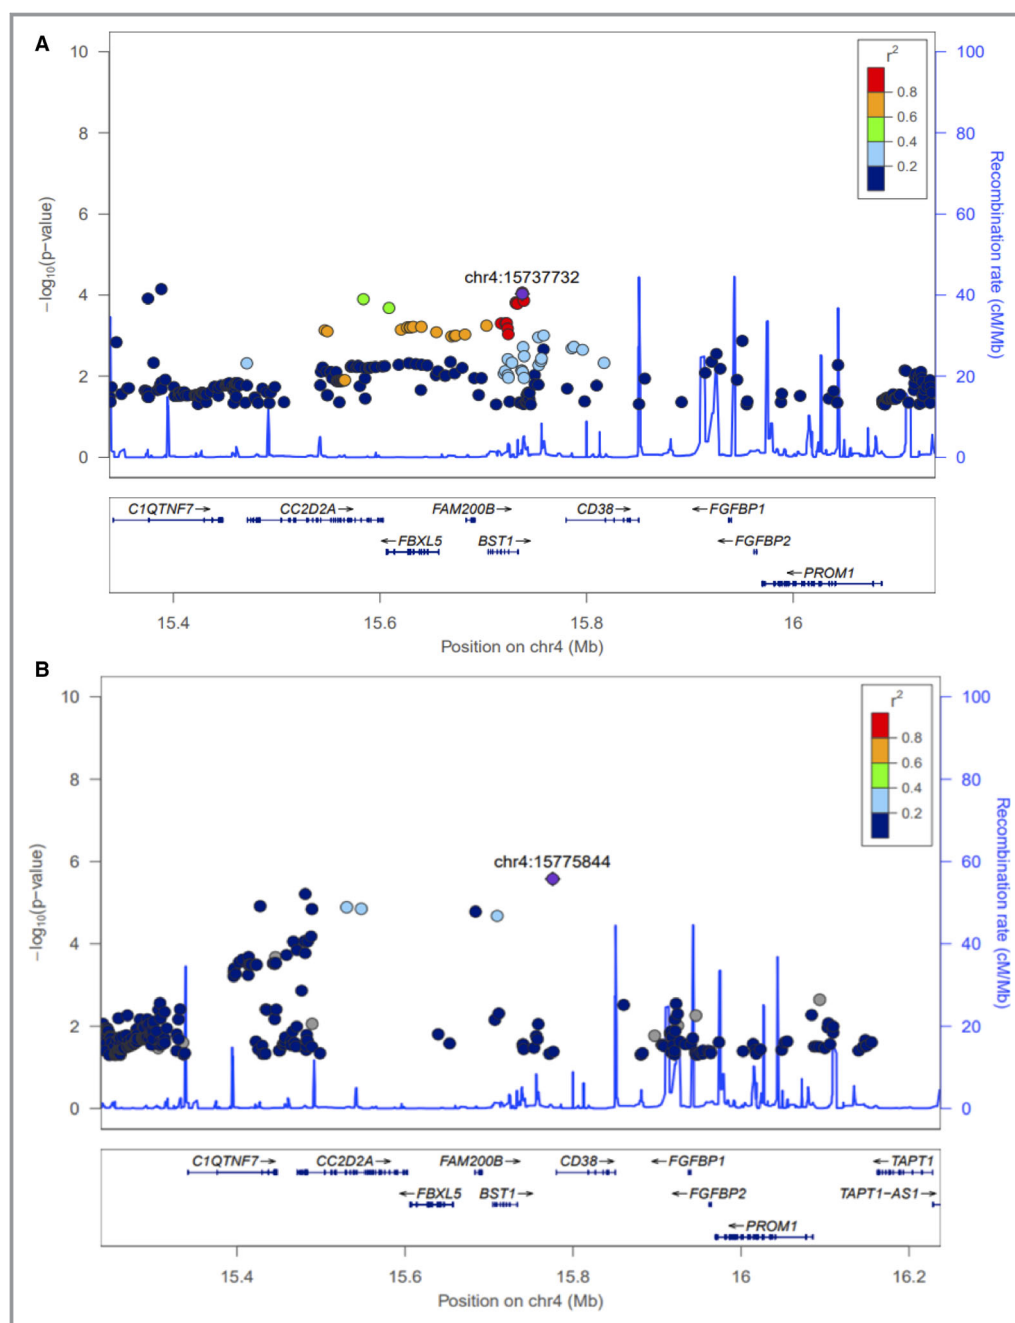 A
r²
0.8
0.6
0.4
0.2
10
8
6
4
2
0
−log₁₀(p−value)
100
80
60
40
20
0
Recombination rate (cM/Mb)
chr4:15737732
C1QTNF7→ CC2D2A→ FAM200B→ CD38→ ←FGFBP1
←FBXL5 BST1→ ←FGFBP2
←PROM1
15.4 15.6 15.8 16
Position on chr4 (Mb)
B
r²
0.8
0.6
0.4
0.2
10
8
6
4
2
0
−log₁₀(p−value)
100
80
60
40
20
0
Recombination rate (cM/Mb)
chr4:15775844
C1QTNF7→ CC2D2A→ FAM200B→ CD38→ ←FGFBP1 ←TAPT1
←FBXL5 BST1→ ←FGFBP2 TAPT1−AS1→
←PROM1
15.4 15.6 15.8 16 16.2
Position on chr4 (Mb)